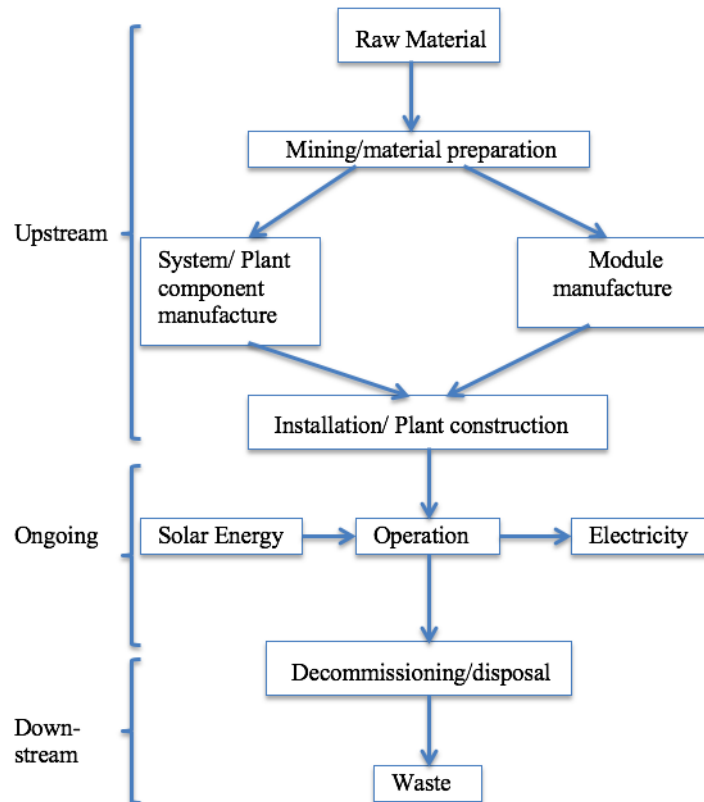 Raw Material
Mining/material preparation
Upstream
System/ Plant
component
manufacture
Module
manufacture
Installation/ Plant construction
Ongoing
Solar Energy
Operation
Electricity
Decommissioning/disposal
Down-
stream
Waste